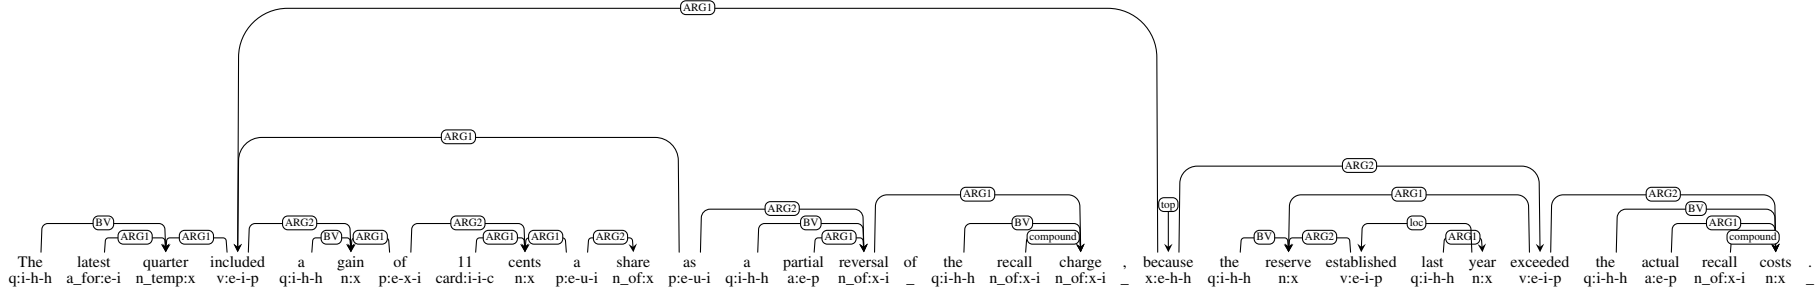 ARG1
ARG1
ARG2
ARG1 ARG1 ARG2
ARG2 top BV
BV ARG2 ARG2 BV BV loc ARG1
ARG1 ARG1 BV ARG1 ARG1 ARG1 ARG2 ARG1 compound BV ARG2 ARG1 compound
The latest quarter included a gain of 11 cents a share as a partial reversal of the recall charge , because the reserve established last year exceeded the actual recall costs .
q:i-h-h a_for:e-i n_temp:x v:e-i-p q:i-h-h n:x p:e-x-i card:i-i-c n:x p:e-u-i n_of:x p:e-u-i q:i-h-h a:e-p n_of:x-i _ q:i-h-h n_of:x-i n_of:x-i _ x:e-h-h q:i-h-h n:x v:e-i-p q:i-h-h n:x v:e-i-p q:i-h-h a:e-p n_of:x-i n:x _